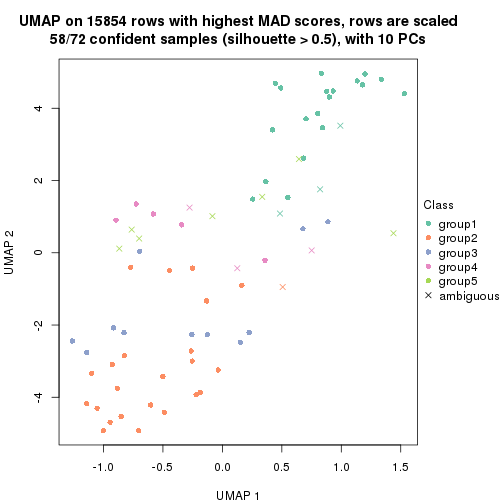 UMAP on 15854 rows with highest MAD scores, rows are scaled
58/72 confident samples (silhouette > 0.5), with 10 PCs
4
2
0
-2
-4
UMAP 2
-1.0
-0.5
0.0
0.5
1.0
1.5
UMAP 1
Class
group1
group2
group3
group4
group5
ambiguous